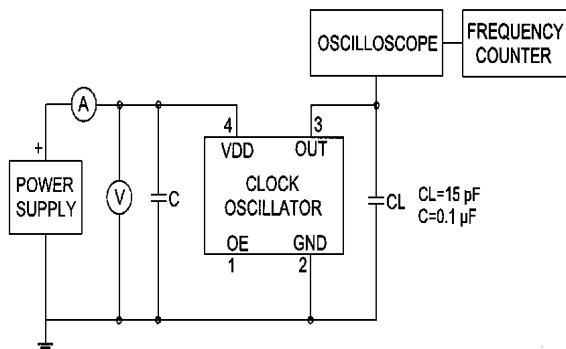 OSCILLOSCOPE
FREQUENCY
COUNTER
A
4
3
+
VDD
OUT
POWER
SUPPLY
V
C
CLOCK
OSCILLATOR
CL
CL=15 pF
C=0.1 µF
OE
GND
1
2